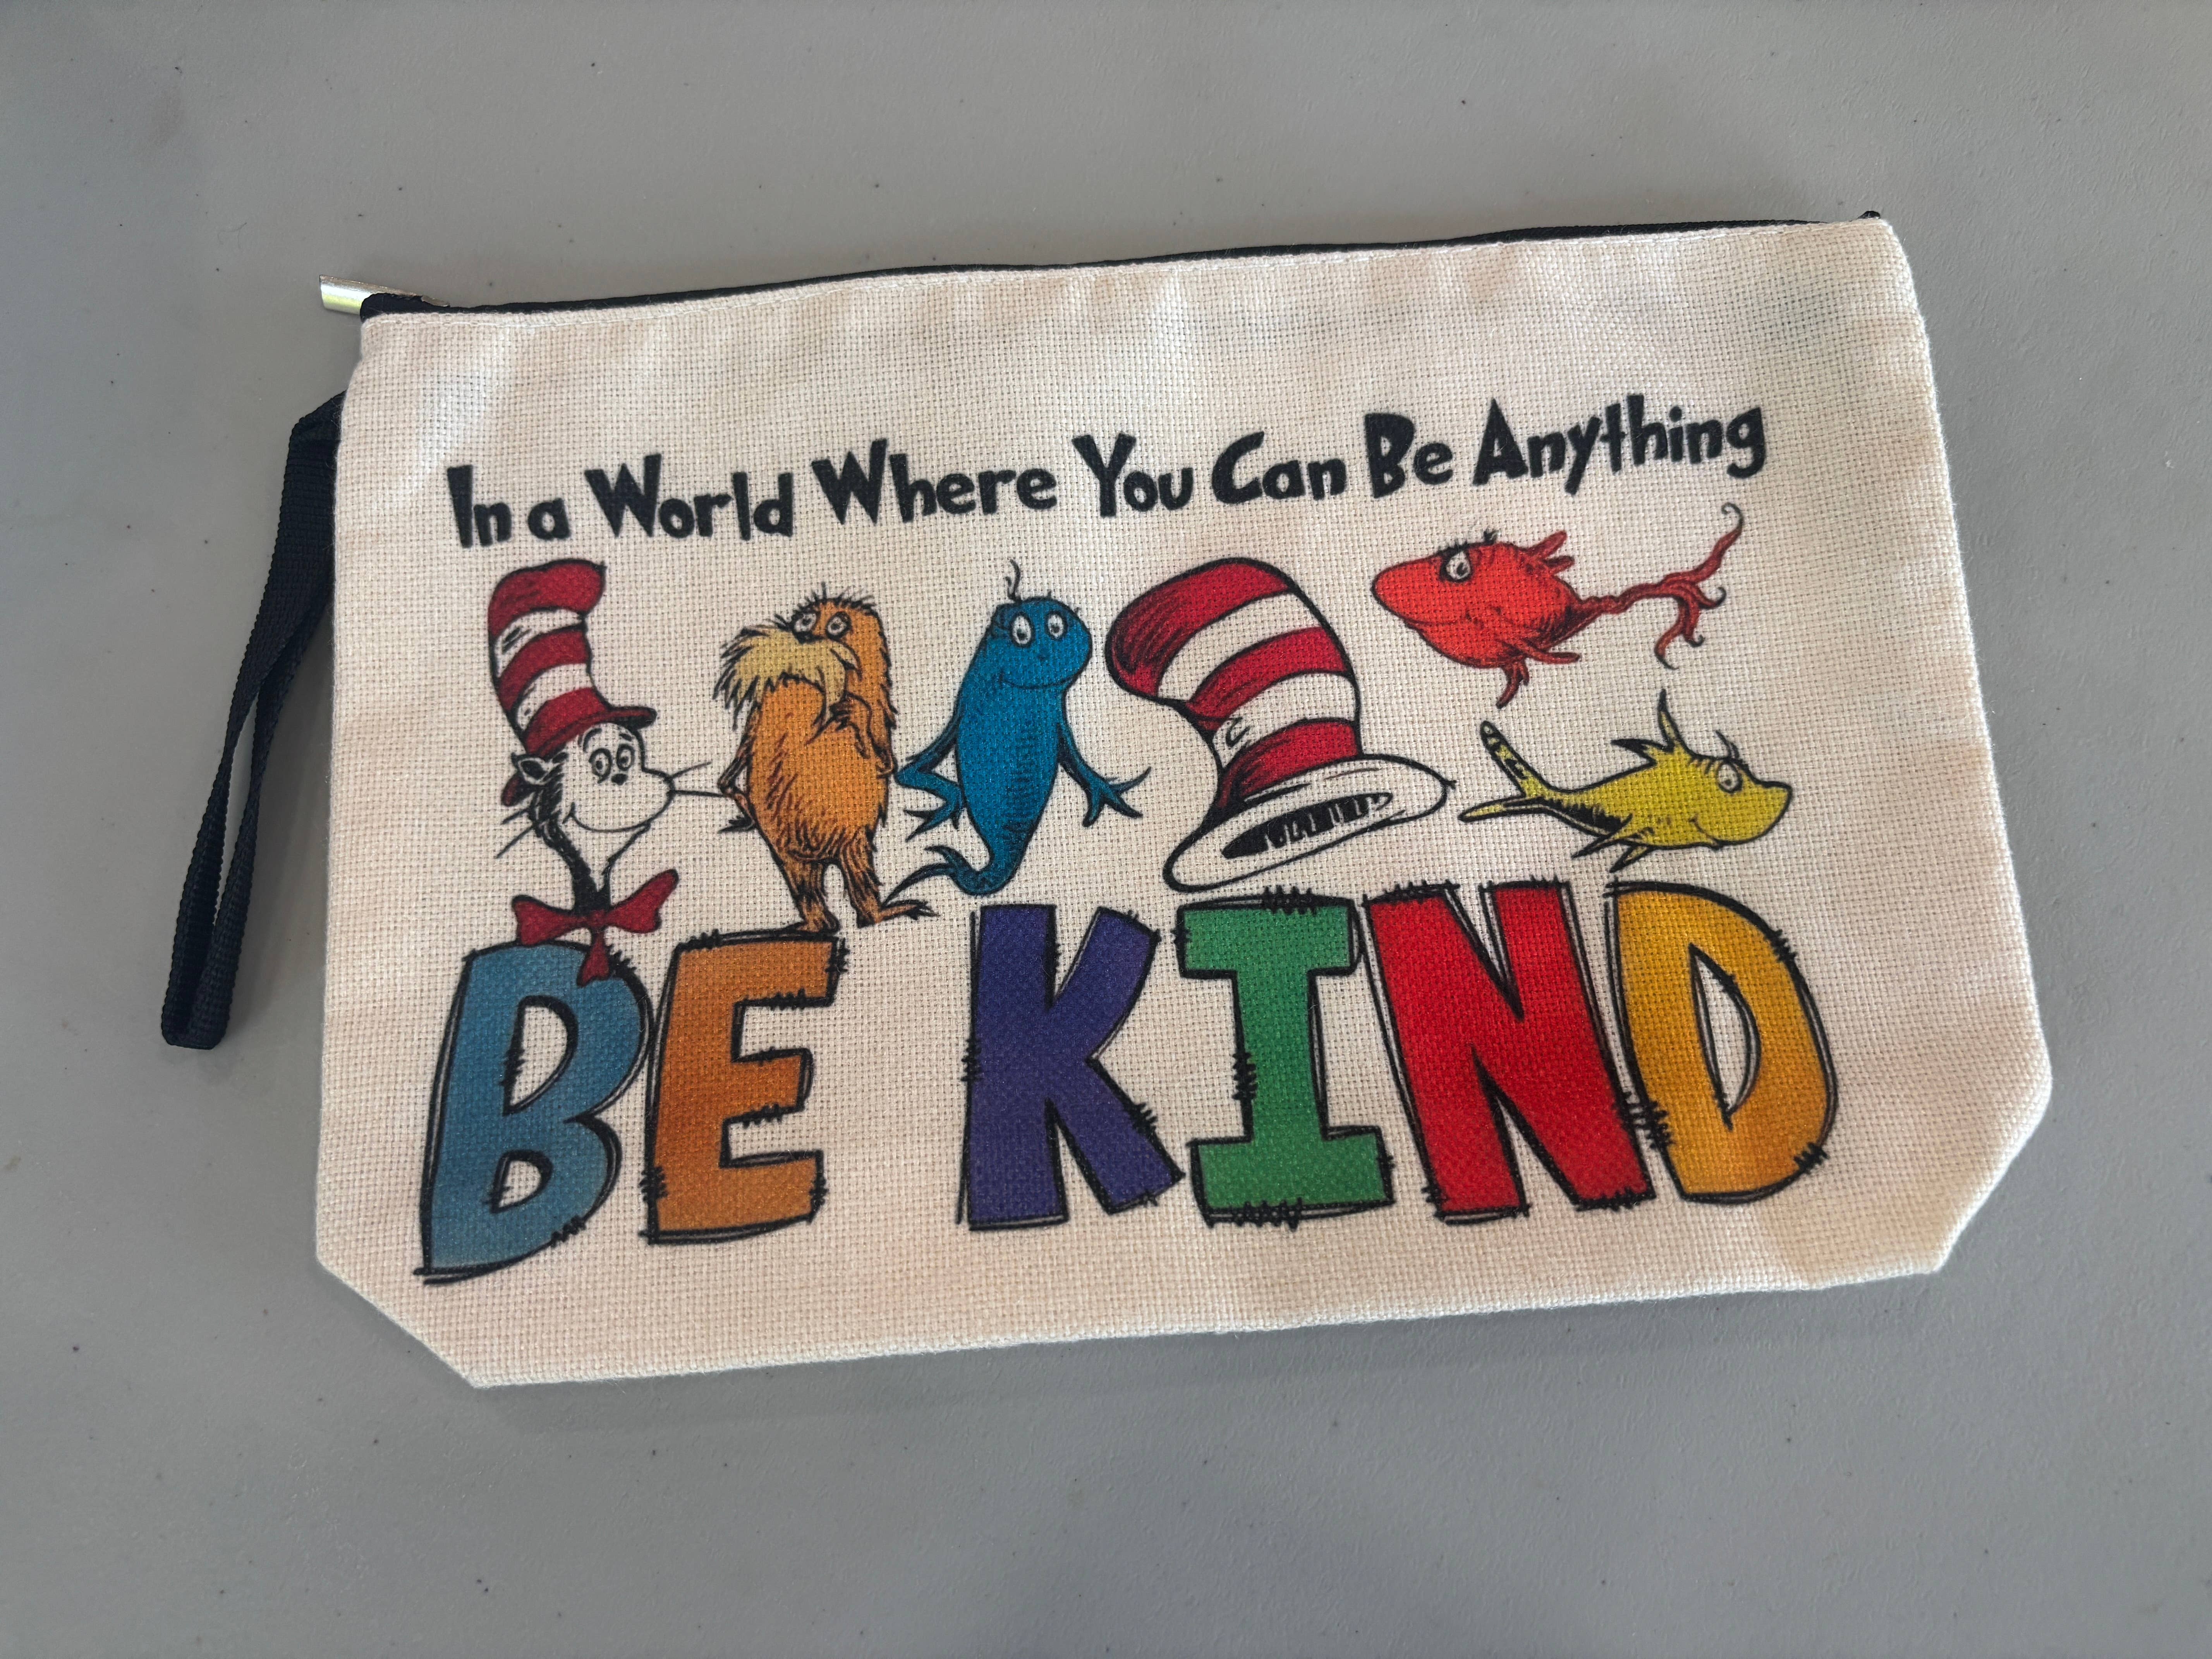 In a World Where You Can Be Anything
BE KIND